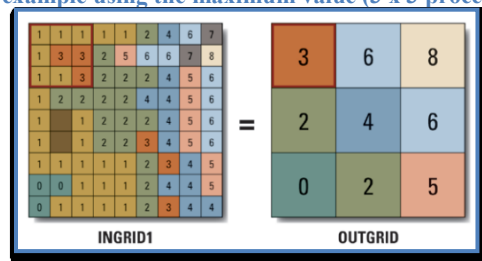 example using the maximum value (3 x 3 proce
1 1 1 1 1 2 4 6 7
1 3 3 2 5 6 6 7 8
1 1 3 2 2 2 4 5 6
1 2 2 2 2 4 4 5 6
1 1 2 2 2 4 5 6
1 1 2 2 3 4 5 6
1 1 1 1 1 2 3 4 5
0 0 1 1 1 2 4 4 5
0 1 1 1 1 2 3 4 4
INGRID1
=
3 6 8
2 4 6
0 2 5
OUTGRID